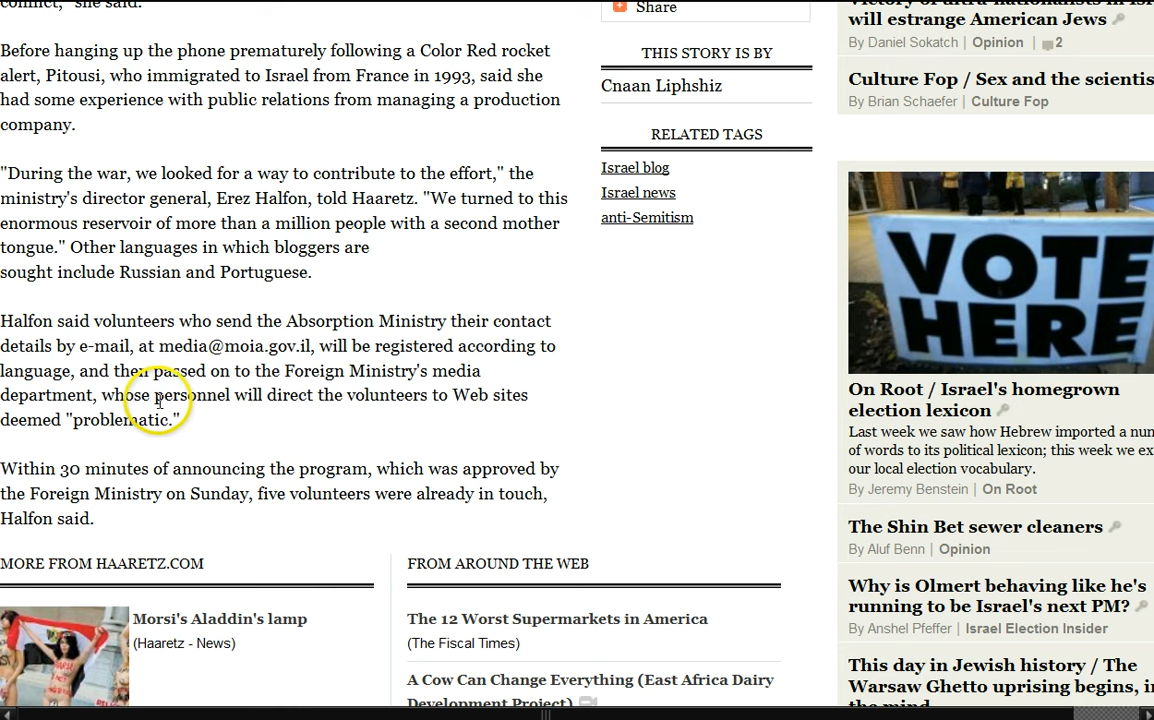 conflict," she said.
Before hanging up the phone prematurely following a Color Red rocket
alert, Pitousi, who immigrated to Israel from France in 1993, said she
had some experience with public relations from managing a production
company.
"During the war, we looked for a way to contribute to the effort," the
ministry's director general, Erez Halfon, told Haaretz. "We turned to this
enormous reservoir of more than a million people with a second mother
tongue." Other languages in which bloggers are
sought include Russian and Portuguese.
Halfon said volunteers who send the Absorption Ministry their contact
details by e-mail, at media@moia.gov.il, will be registered according to
language, and then passed on to the Foreign Ministry's media
department, whose personnel will direct the volunteers to Web sites
deemed "problematic."
Within 30 minutes of announcing the program, which was approved by
the Foreign Ministry on Sunday, five volunteers were already in touch,
Halfon said.
MORE FROM HAARETZ.COM
Morsi's Aladdin's lamp
(Haaretz - News)
FROM AROUND THE WEB
The 12 Worst Supermarkets in America
(The Fiscal Times)
A Cow Can Change Everything (East Africa Dairy
Development Project)
Share
THIS STORY IS BY
Cnaan Liphshiz
RELATED TAGS
Israel blog
Israel news
anti-Semitism
Victory of ultra-nationalists in Is
will estrange American Jews
By Daniel Sokatch | Opinion | 2
Culture Fop / Sex and the scientis
By Brian Schaefer | Culture Fop
VOTE
HERE
On Root / Israel's homegrown
election lexicon
Last week we saw how Hebrew imported a nun
of words to its political lexicon; this week we ex
our local election vocabulary.
By Jeremy Benstein | On Root
The Shin Bet sewer cleaners
By Aluf Benn | Opinion
Why is Olmert behaving like he's
running to be Israel's next PM?
By Anshel Pfeffer | Israel Election Insider
This day in Jewish history / The
Warsaw Ghetto uprising begins, in
the mind